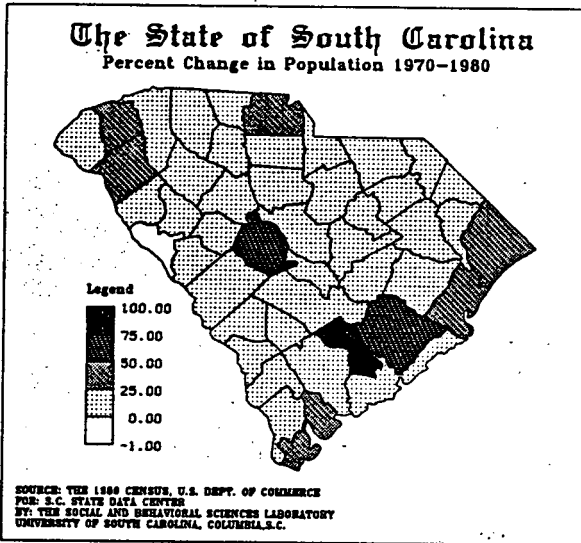 The State of South Carolina
Percent Change in Population 1970-1980
Legend
100.00
75.00
50.00
25.00
0.00
-1.00
SOURCE: THE 1980 CENSUS, U.S. DEPT. OF COMMERCE
FOR: S.C. STATE DATA CENTER
BY: THE SOCIAL AND BEHAVIORAL SCIENCES LABORATORY
UNIVERSITY OF SOUTH CAROLINA, COLUMBIA,S.C.